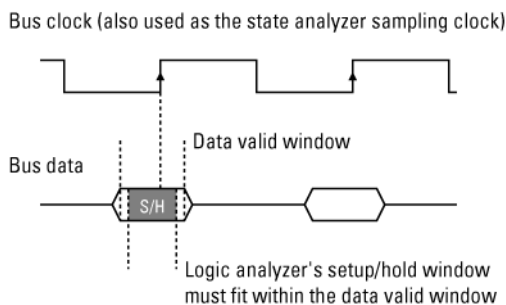 Bus clock (also used as the state analyzer sampling clock)
Data valid window
Bus data
S/H
Logic analyzer's setup/hold window
must fit within the data valid window